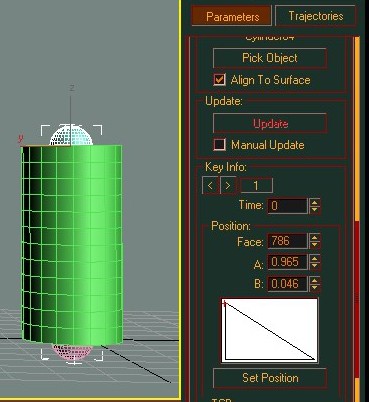 Parameters
Trajectories
Cylinder04
Pick Object
Align To Surface
Update:
Update
Manual Update
Key Info:
< > 1
Time: 0
Position:
Face: 786
A: 0.965
B: 0.046
Set Position
TCB
z
y